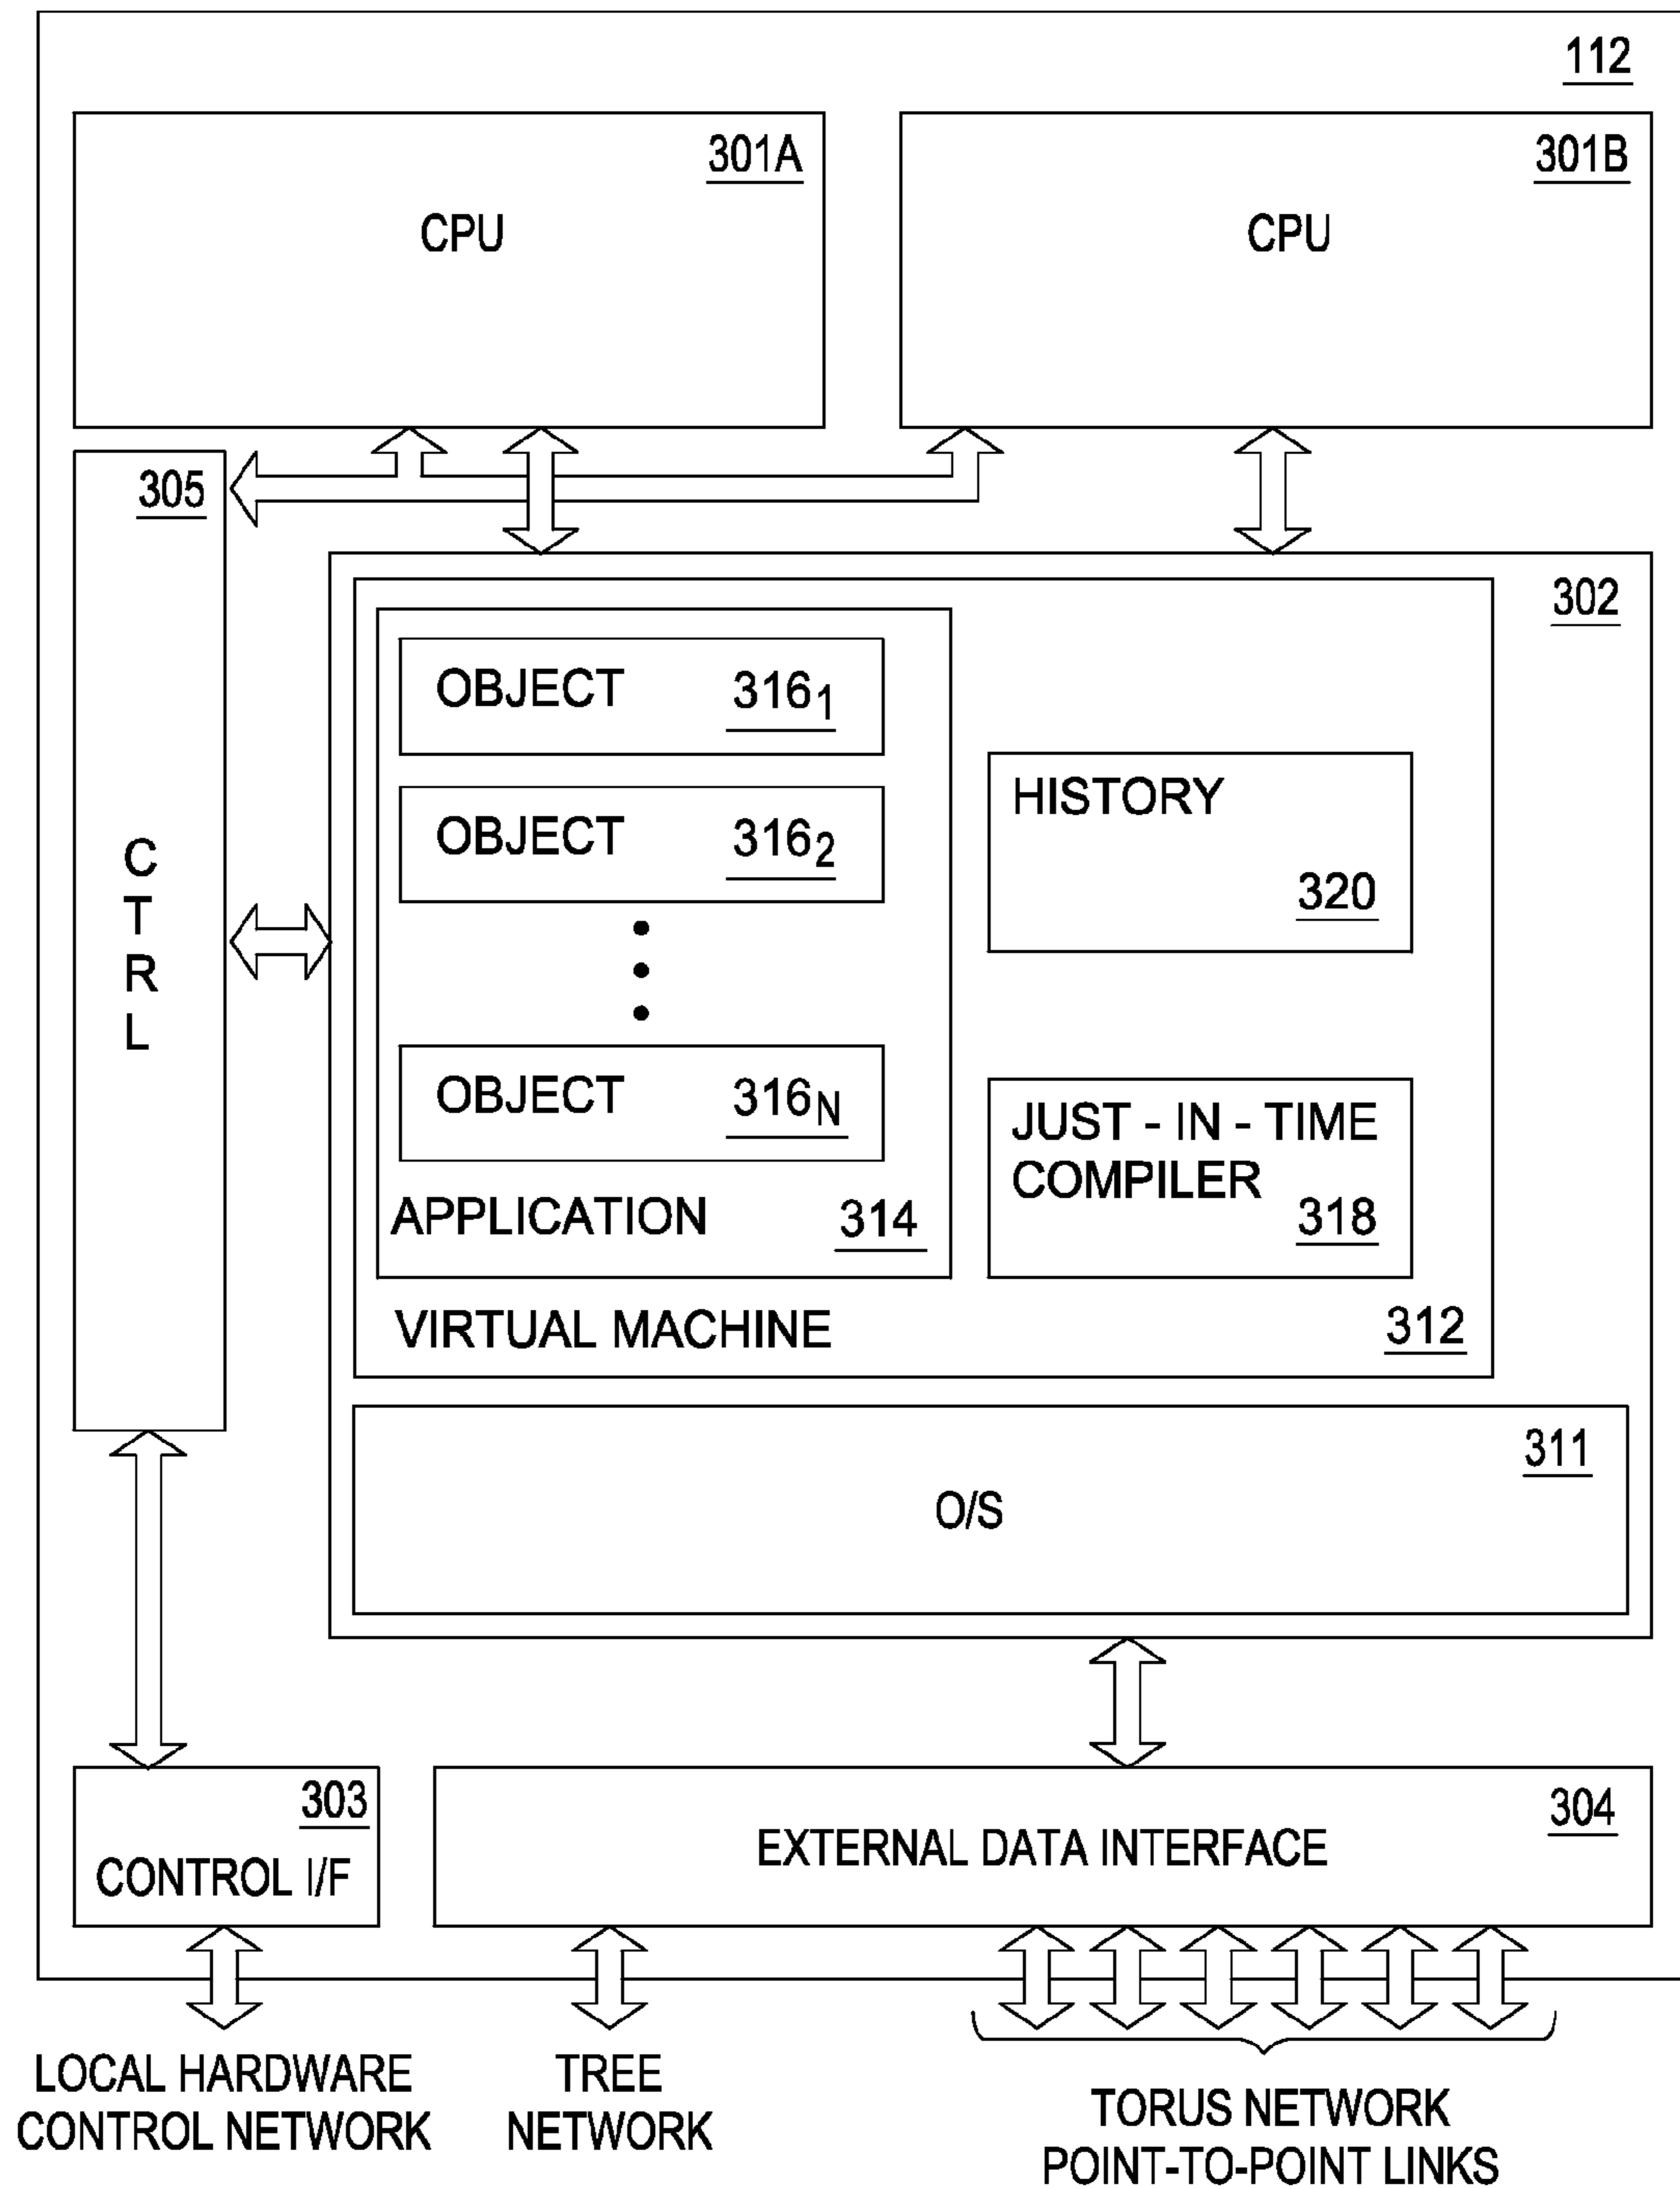 112
301A
CPU
301B
CPU
305
CTRL
302
OBJECT 316₁
OBJECT 316₂
OBJECT 316N
APPLICATION 314
HISTORY
320
JUST - IN - TIME
COMPILER
318
VIRTUAL MACHINE 312
311
O/S
303
CONTROL I/F
304
EXTERNAL DATA INTERFACE
LOCAL HARDWARE
CONTROL NETWORK
TREE
NETWORK
TORUS NETWORK
POINT-TO-POINT LINKS